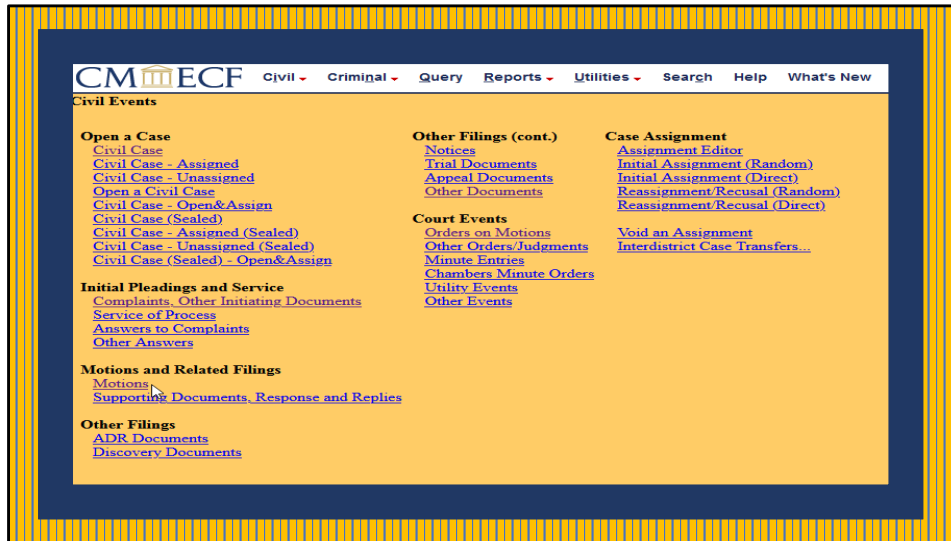 CM ECF Civil Criminal Query Reports Utilities Search Help What's New
Civil Events
Open a Case
Civil Case
Civil Case - Assigned
Civil Case - Unassigned
Open a Civil Case
Civil Case - Open&Assign
Civil Case (Sealed)
Civil Case - Assigned (Sealed)
Civil Case - Unassigned (Sealed)
Civil Case (Sealed) - Open&Assign
Initial Pleadings and Service
Complaints, Other Initiating Documents
Service of Process
Answers to Complaints
Other Answers
Motions and Related Filings
Motions
Supporting Documents, Response and Replies
Other Filings
ADR Documents
Discovery Documents
Other Filings (cont.)
Notices
Trial Documents
Appeal Documents
Other Documents
Court Events
Orders on Motions
Other Orders/Judgments
Minute Entries
Chambers Minute Orders
Utility Events
Other Events
Case Assignment
Assignment Editor
Initial Assignment (Random)
Initial Assignment (Direct)
Reassignment/Recusal (Random)
Reassignment/Recusal (Direct)
Void an Assignment
Interdistrict Case Transfers...